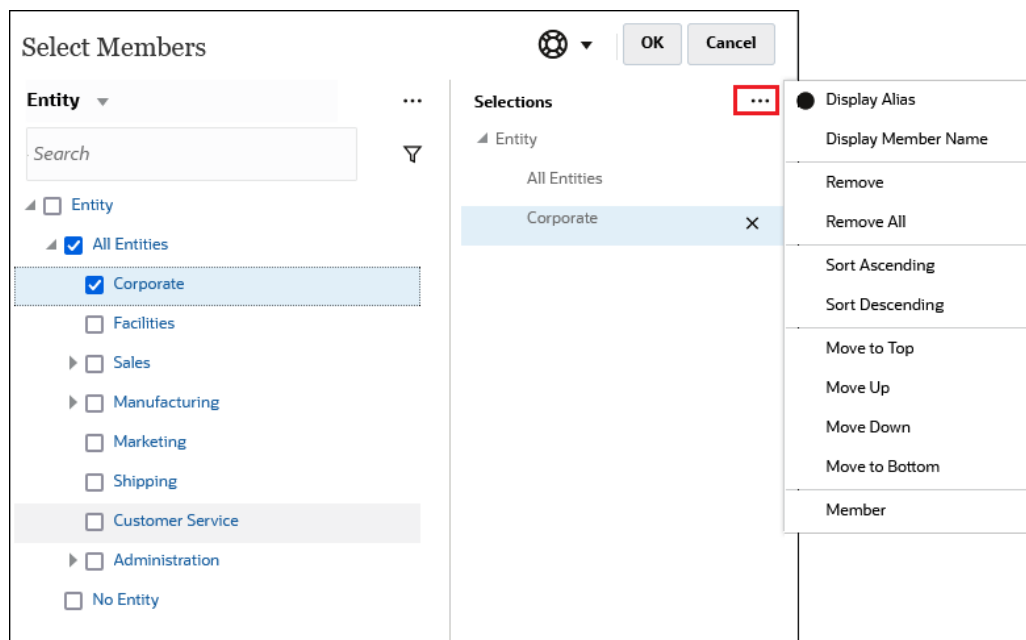 Select Members
OK
Cancel
Entity
Search
Entity
All Entities
Corporate
Facilities
Sales
Manufacturing
Marketing
Shipping
Customer Service
Administration
No Entity
Selections
Entity
All Entities
Corporate
Display Alias
Display Member Name
Remove
Remove All
Sort Ascending
Sort Descending
Move to Top
Move Up
Move Down
Move to Bottom
Member